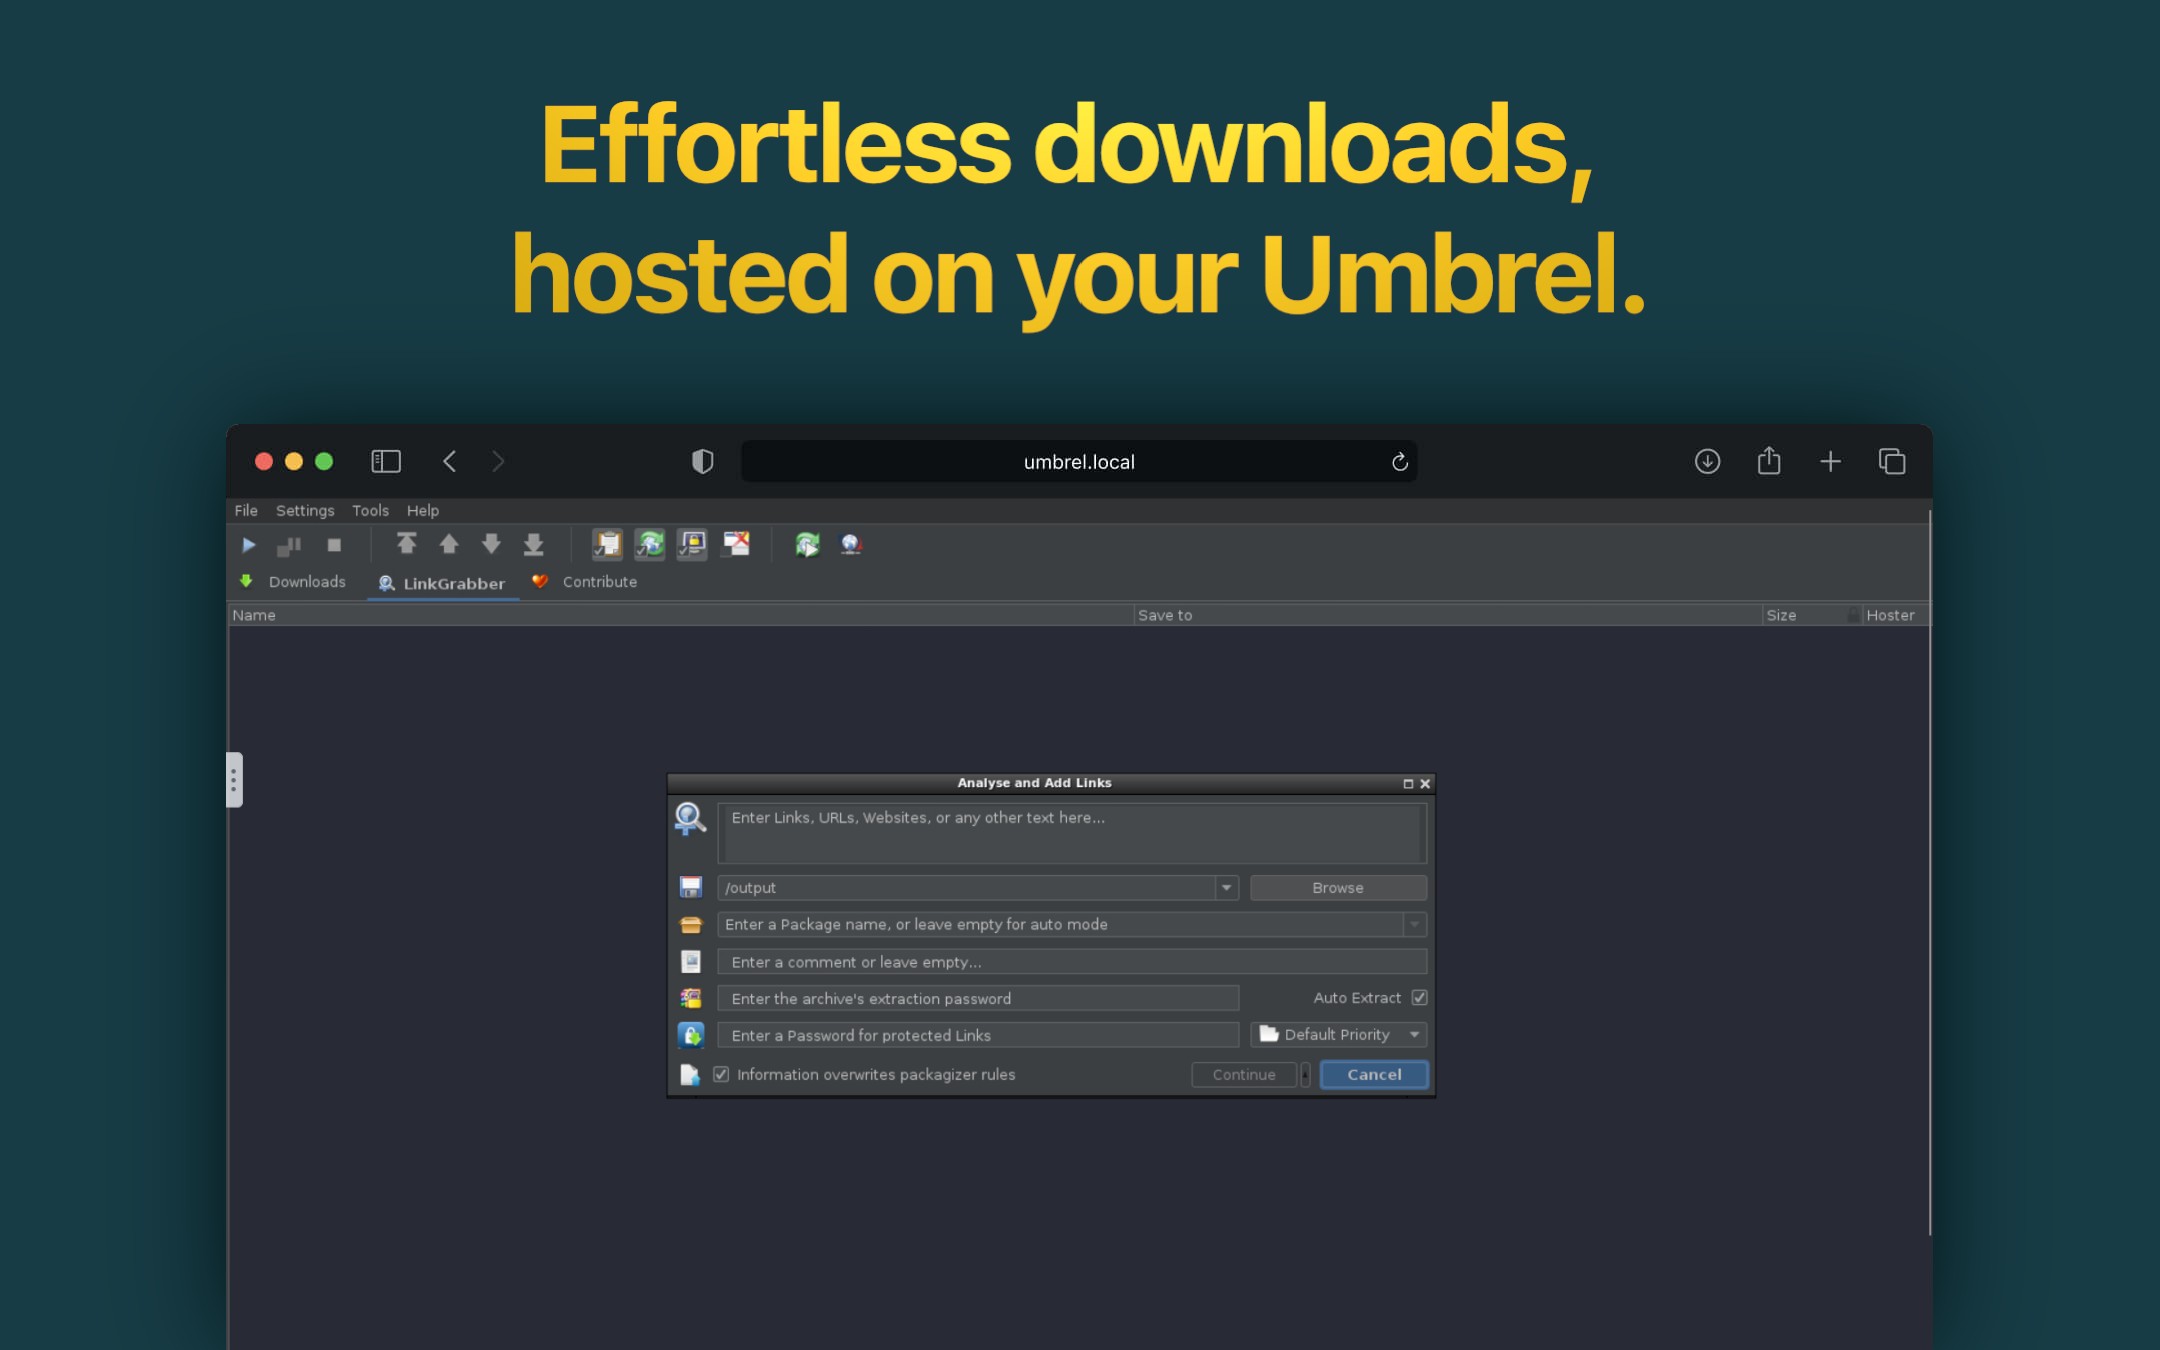 Effortless downloads,
hosted on your Umbrel.
umbrel.local
File Settings Tools Help
Downloads LinkGrabber Contribute
Name Save to Size Hoster
Analyse and Add Links
Enter Links, URLs, Websites, or any other text here...
/output Browse
Enter a Package name, or leave empty for auto mode
Enter a comment or leave empty...
Enter the archive's extraction password Auto Extract
Enter a Password for protected Links Default Priority
Information overwrites packagizer rules Continue Cancel